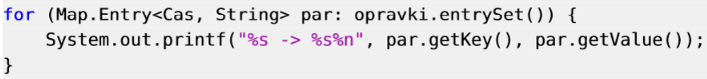 for (Map.Entry<Cas, String> par: opravki.entrySet()) {
    System.out.printf("%s -> %s%n", par.getKey(), par.getValue());
}